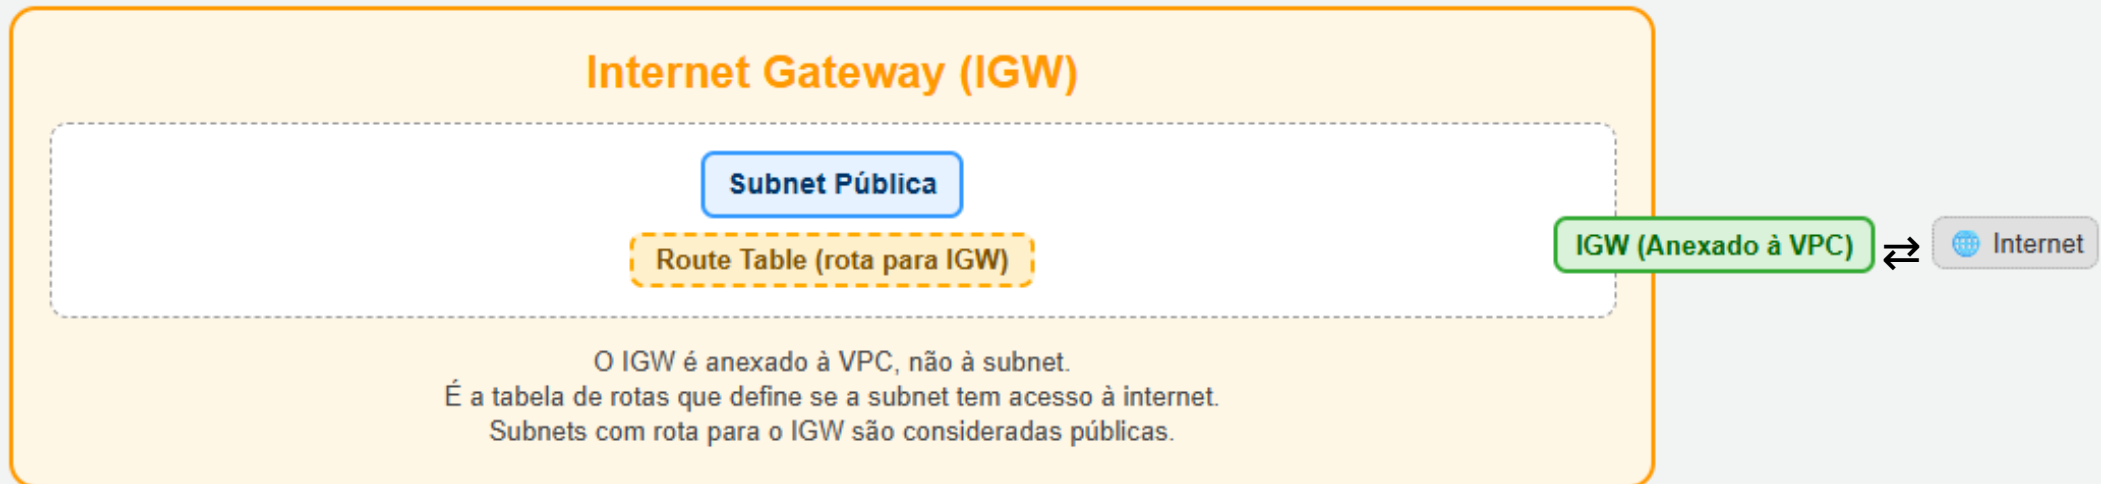 Internet Gateway (IGW)
Subnet Pública
Route Table (rota para IGW)
IGW (Anexado à VPC)
Internet
O IGW é anexado à VPC, não à subnet.
É a tabela de rotas que define se a subnet tem acesso à internet.
Subnets com rota para o IGW são consideradas públicas.